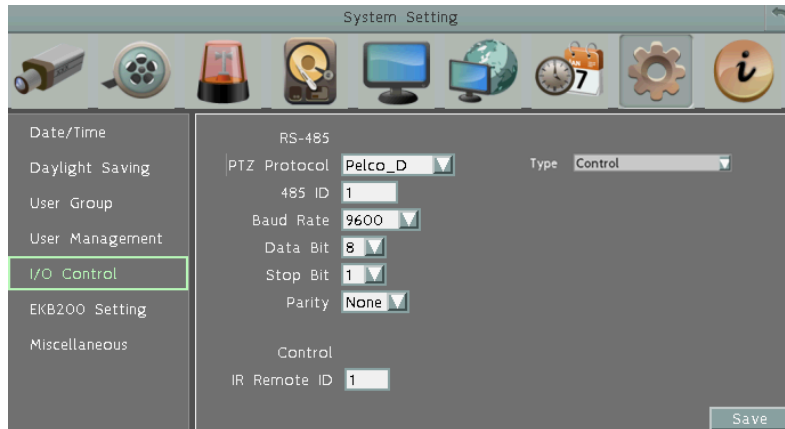 System Setting
JAN
7
i
Date/Time
Daylight Saving
User Group
User Management
I/O Control
EKB200 Setting
Miscellaneous
RS-485
PTZ Protocol Pelco_D Type Control
485 ID 1
Baud Rate 9600
Data Bit 8
Stop Bit 1
Parity None
Control
IR Remote ID 1
Save